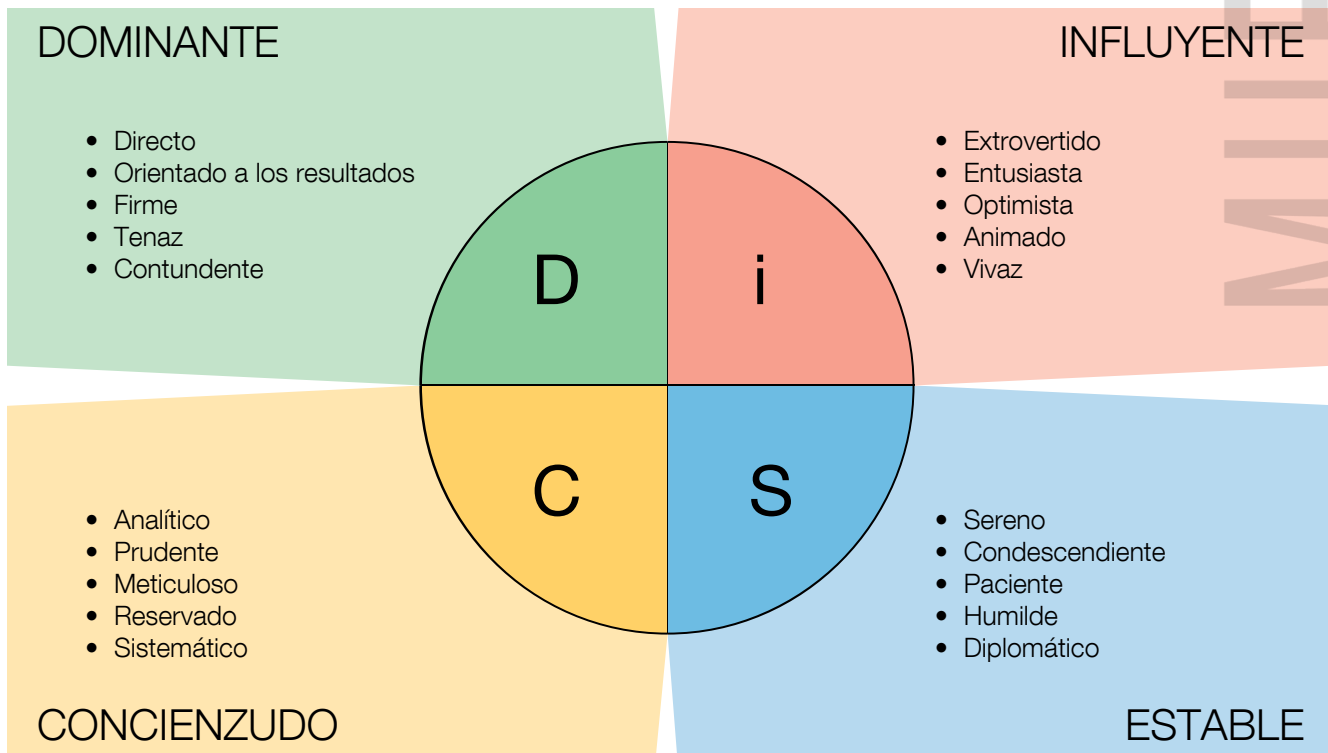 DOMINANTE
• Directo
• Orientado a los resultados
• Firme
• Tenaz
• Contundente
INFLUYENTE
• Extrovertido
• Entusiasta
• Optimista
• Animado
• Vivaz
D
i
C
S
• Analítico
• Prudente
• Meticuloso
• Reservado
• Sistemático
CONCIENZUDO
• Sereno
• Condescendiente
• Paciente
• Humilde
• Diplomático
ESTABLE